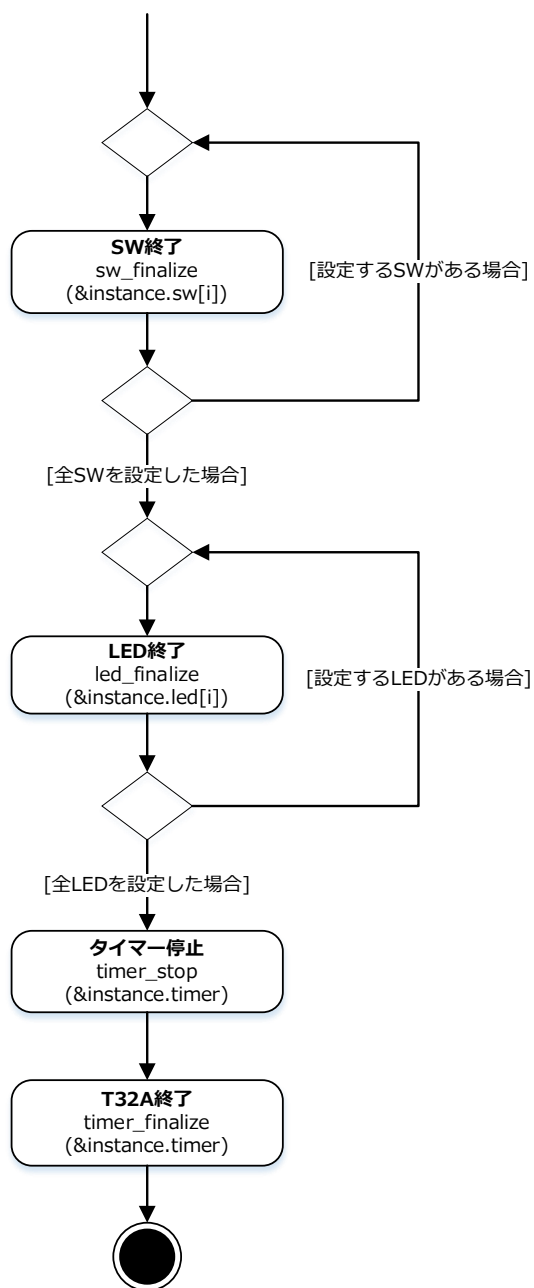 SW終了
sw_finalize
(&instance.sw[i])
[設定するSWがある場合]
[全SWを設定した場合]
LED終了
led_finalize
(&instance.led[i])
[設定するLEDがある場合]
[全LEDを設定した場合]
タイマー停止
timer_stop
(&instance.timer)
T32A終了
timer_finalize
(&instance.timer)